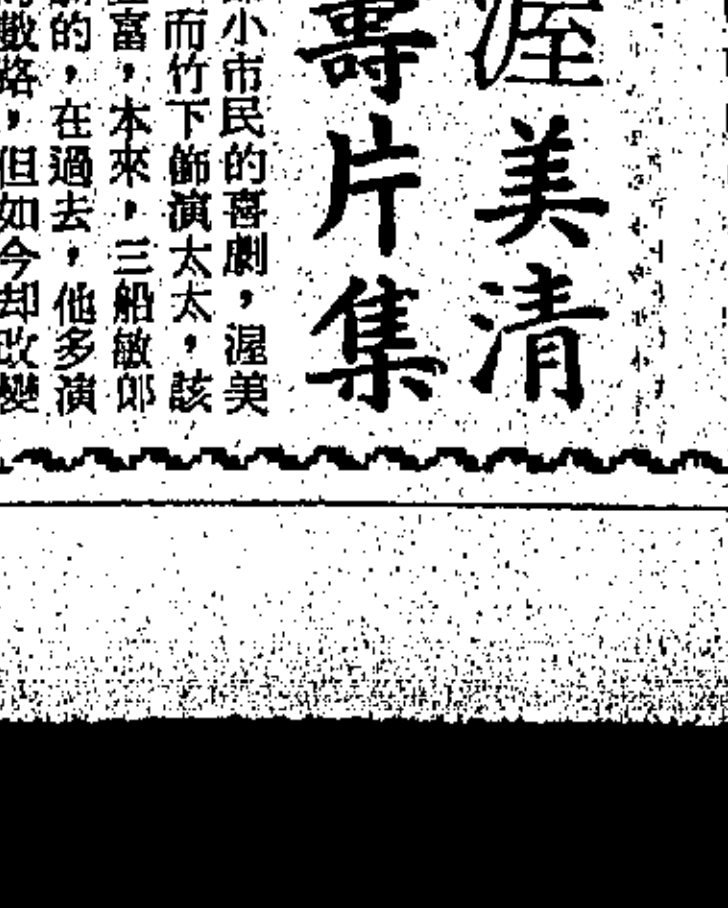 渥美清
壽片集
小市民的喜劇，渥美
而竹下飾演太太，該
富，本來，三船敏郎
的，在過去，他多演
路，但如今却改變